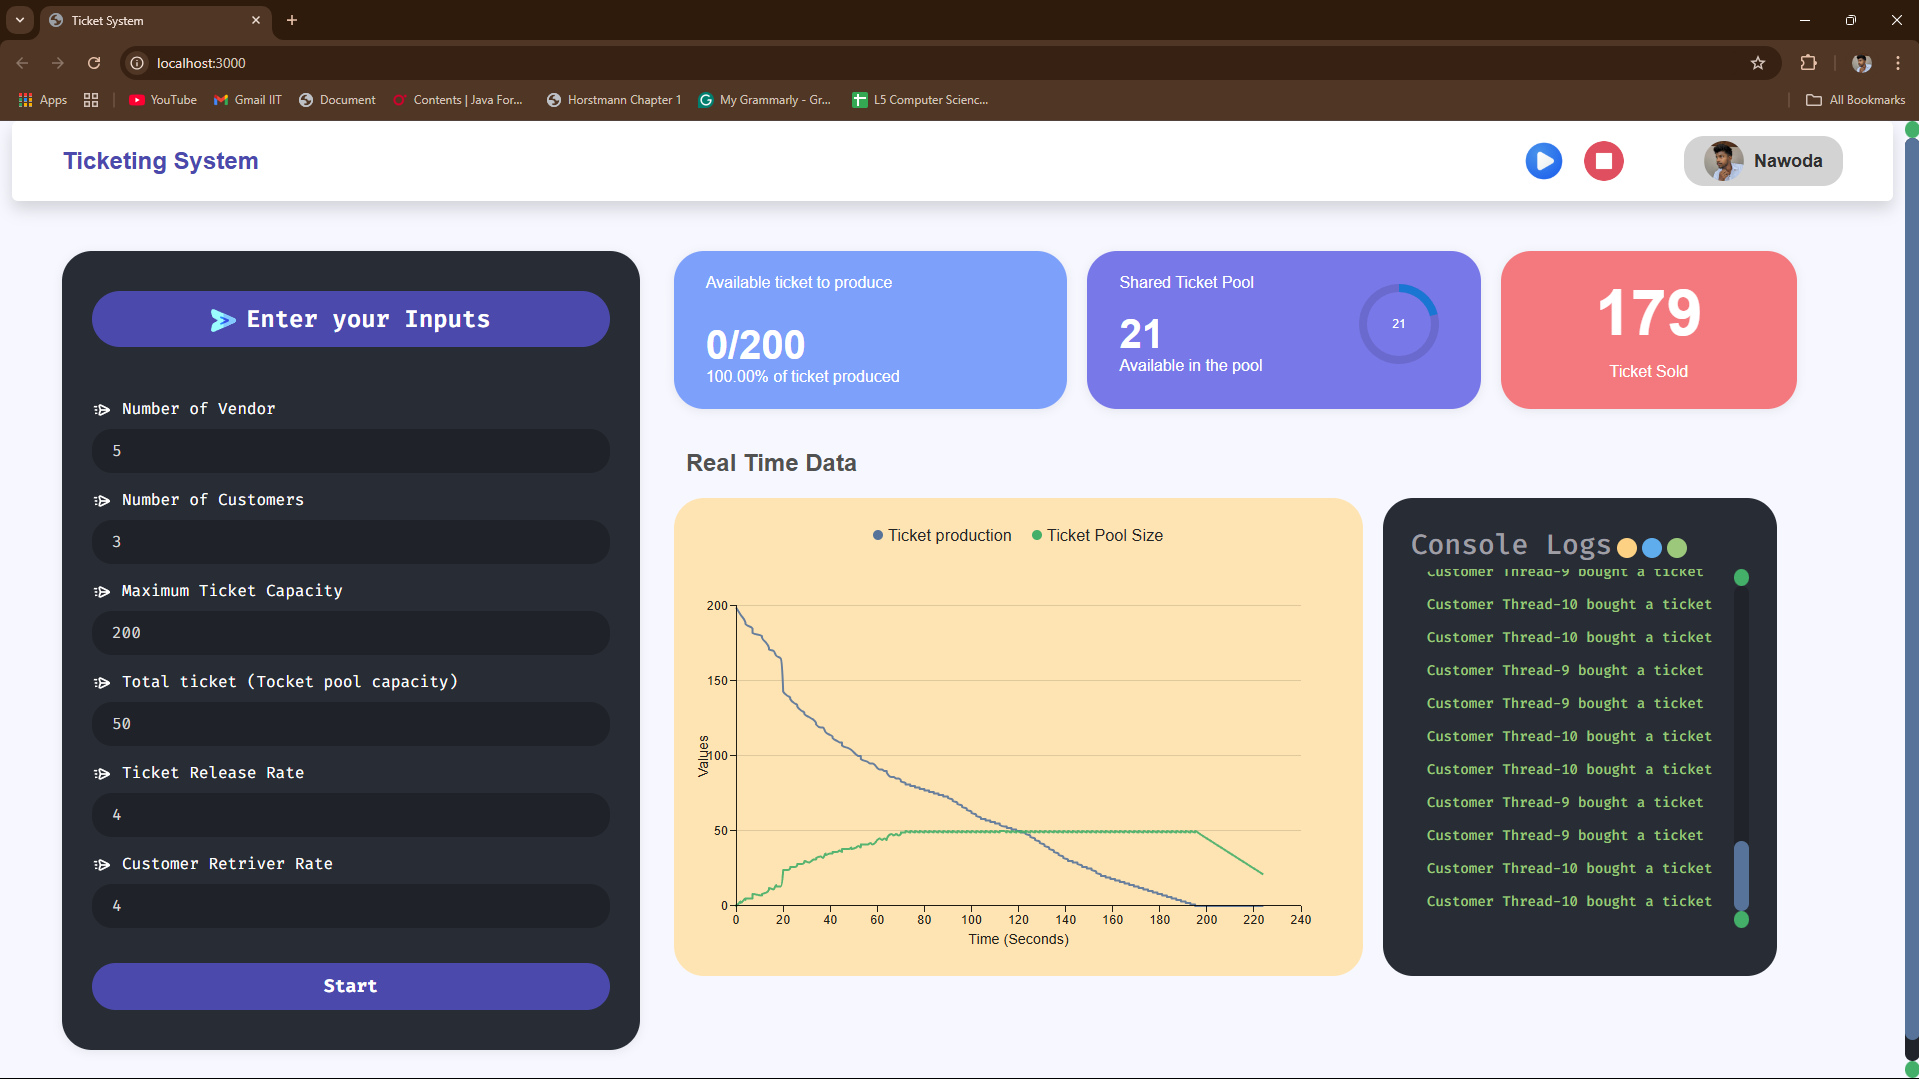 Ticket System
localhost:3000
Apps
YouTube
Gmail IIT
Document
Contents | Java For...
Horstmann Chapter 1
My Grammarly - Gr...
L5 Computer Scienc...
All Bookmarks
Ticketing System
Nawoda
Enter your Inputs
Number of Vendor
5
Number of Customers
3
Maximum Ticket Capacity
200
Total ticket (Tocket pool capacity)
50
Ticket Release Rate
4
Customer Retriver Rate
4
Start
Available ticket to produce
0/200
100.00% of ticket produced
Shared Ticket Pool
21
Available in the pool
21
179
Ticket Sold
Real Time Data
Ticket production
Ticket Pool Size
200
150
100
50
0
Values
0 20 40 60 80 100 120 140 160 180 200 220 240
Time (Seconds)
Console Logs
Customer Thread-9 bought a ticket
Customer Thread-10 bought a ticket
Customer Thread-10 bought a ticket
Customer Thread-9 bought a ticket
Customer Thread-9 bought a ticket
Customer Thread-10 bought a ticket
Customer Thread-10 bought a ticket
Customer Thread-9 bought a ticket
Customer Thread-9 bought a ticket
Customer Thread-10 bought a ticket
Customer Thread-10 bought a ticket